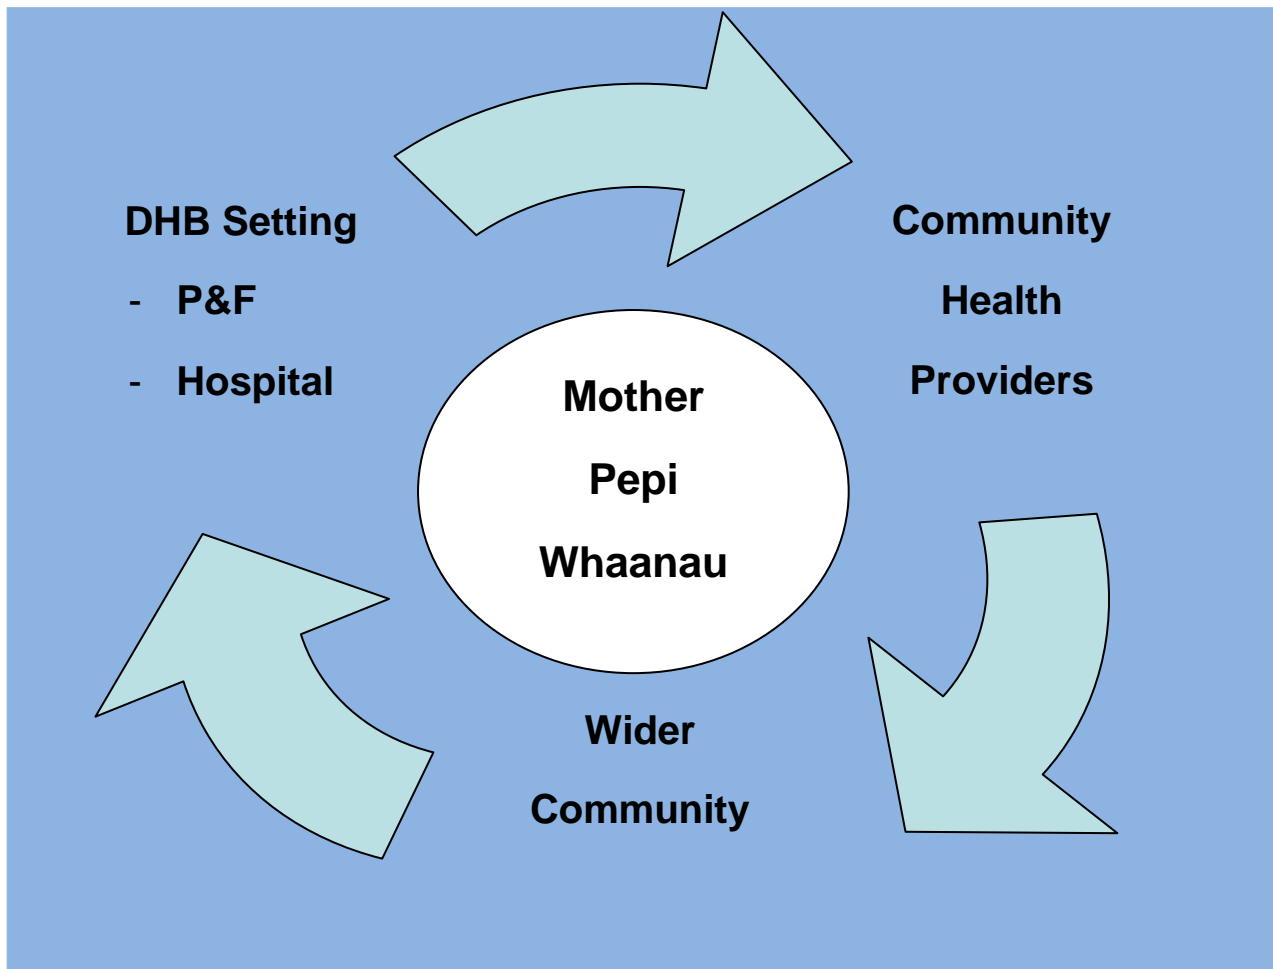 DHB Setting
- P&F
- Hospital
Community
Health
Providers
Mother
Pepi
Whaanau
Wider
Community